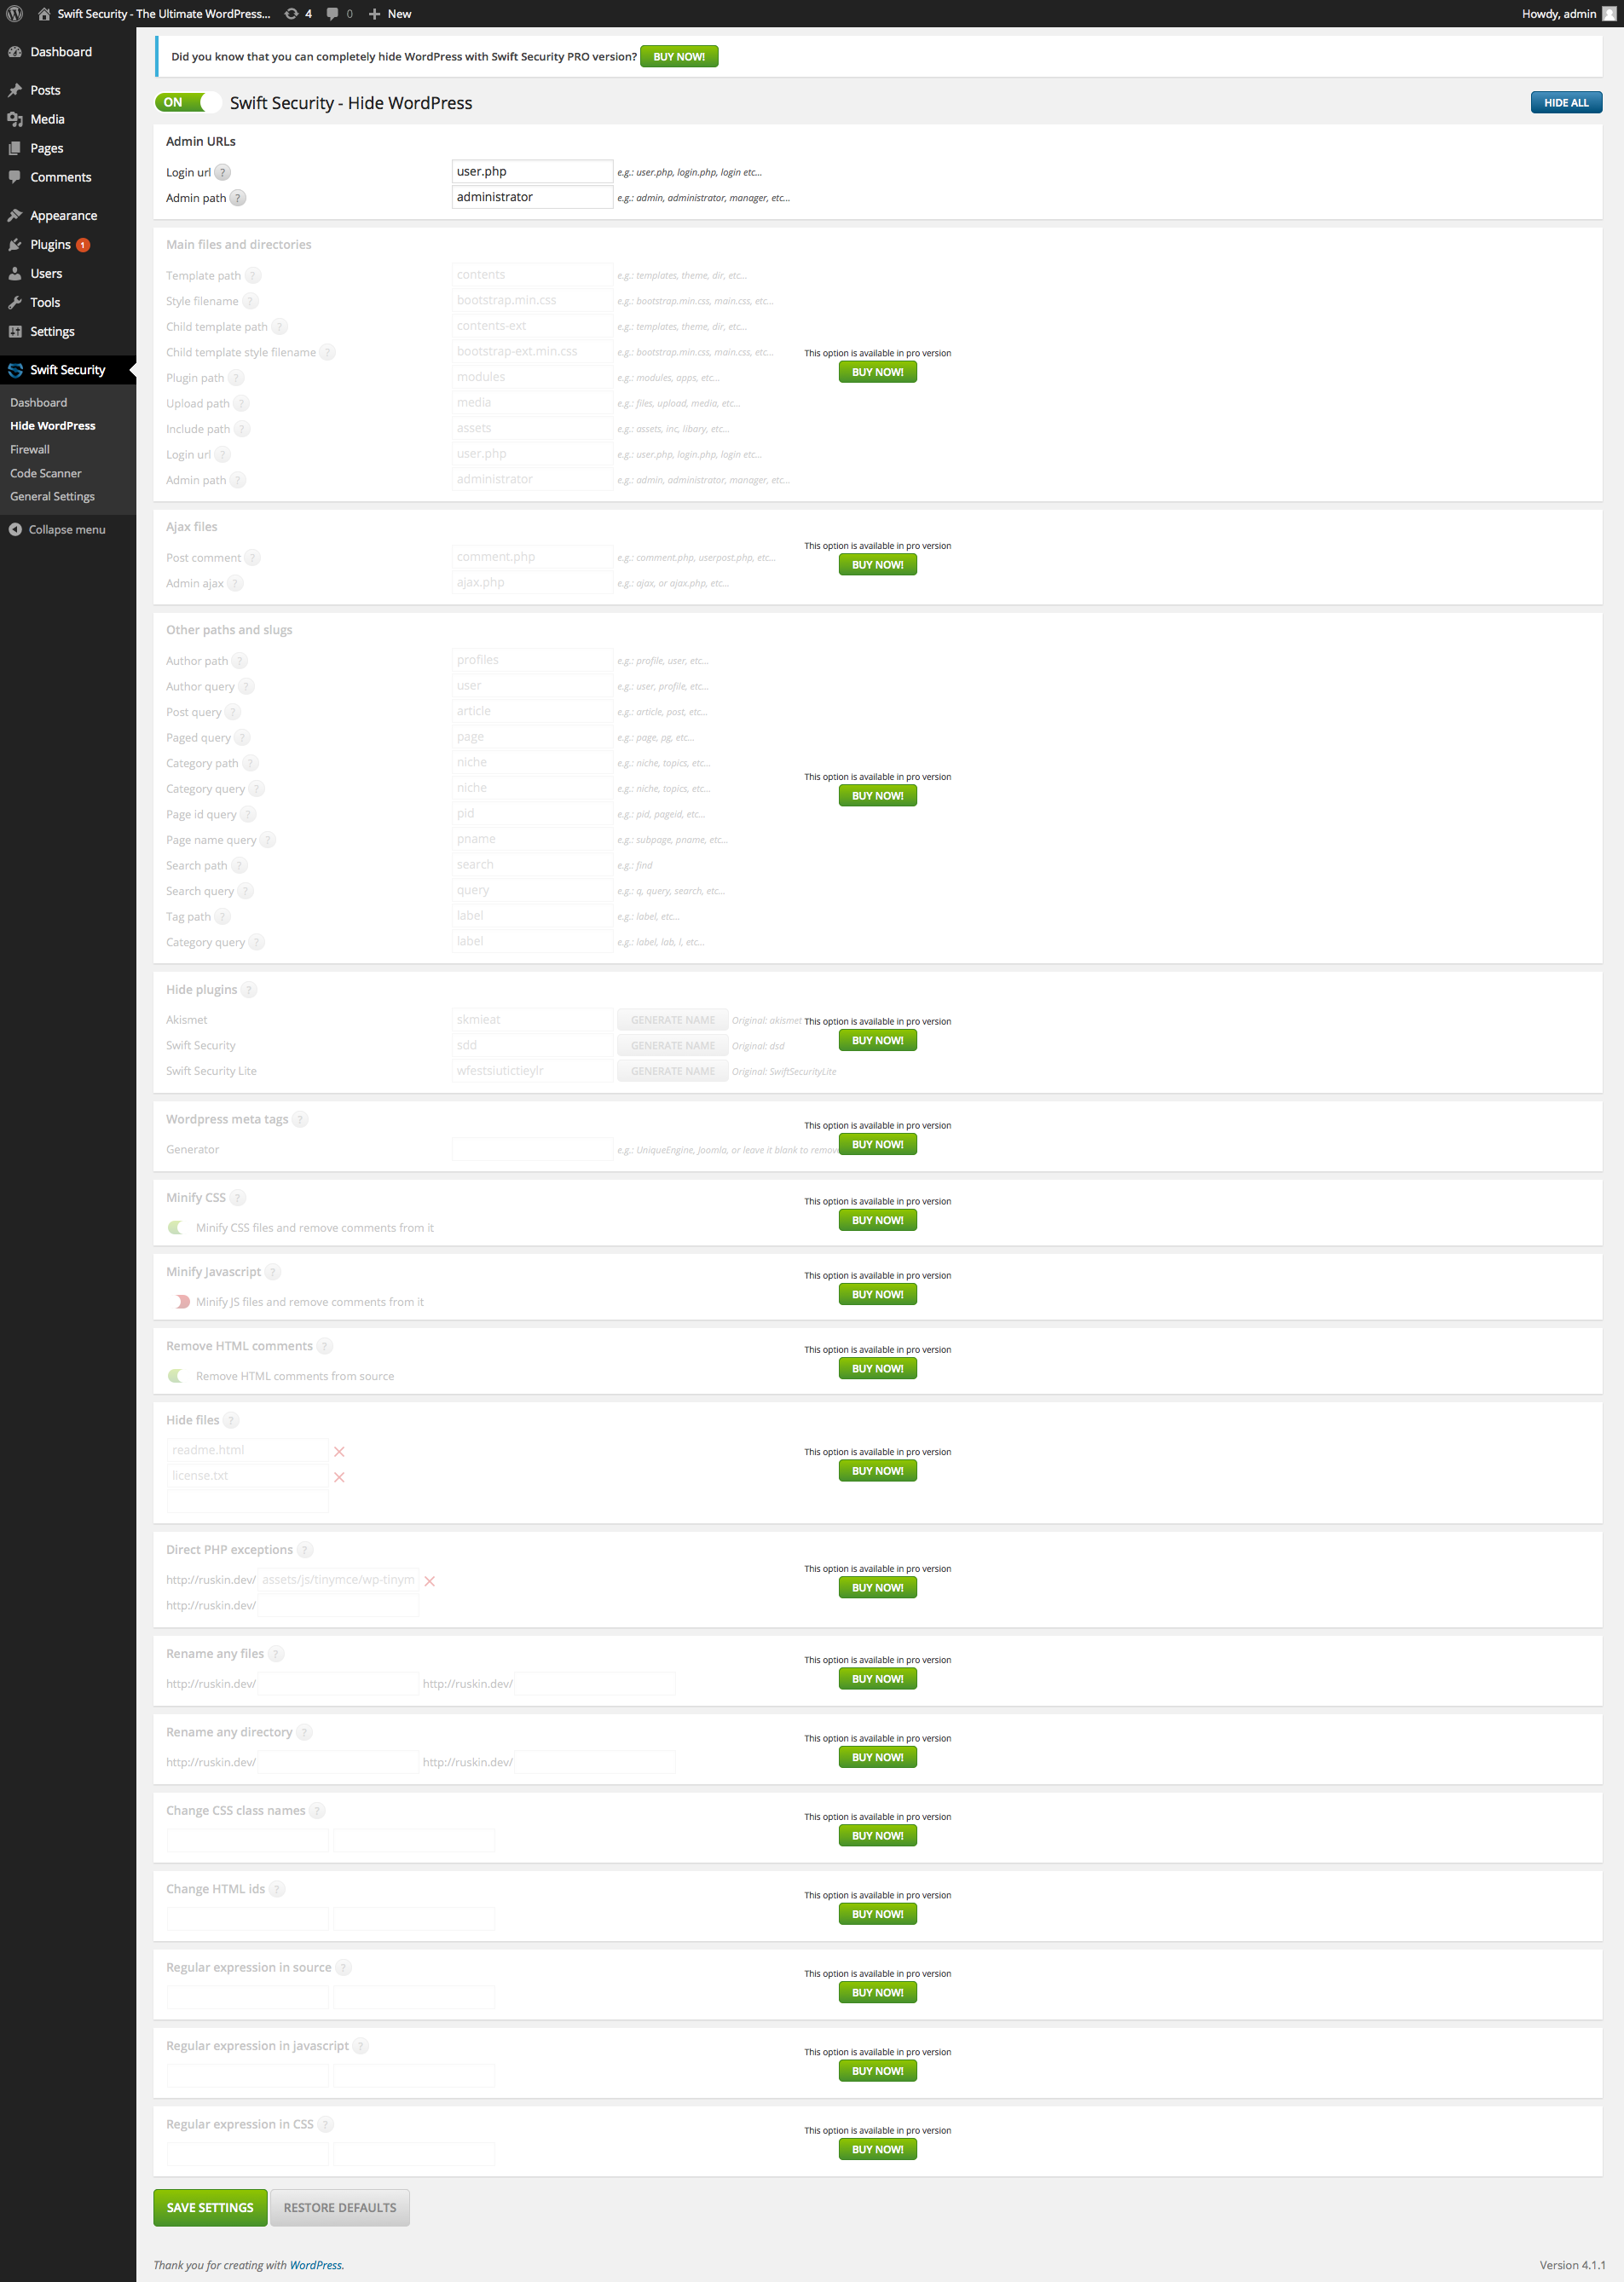 Swift Security - The Ultimate WordPress... 4 0 New Howdy, admin
Dashboard
Posts
Media
Pages
Comments
Appearance
Plugins 1
Users
Tools
Settings
Swift Security
Dashboard
Hide WordPress
Firewall
Code Scanner
General Settings
Collapse menu
Did you know that you can completely hide WordPress with Swift Security PRO version? BUY NOW!
ON Swift Security - Hide WordPress HIDE ALL
Admin URLs
Login url ? user.php e.g.: user.php, login.php, login etc...
Admin path ? administrator e.g.: admin, administrator, manager, etc...
Main files and directories
Template path ? contents e.g.: templates, theme, dir, etc...
Style filename ? bootstrap.min.css e.g.: bootstrap.min.css, main.css, etc...
Child template path ? contents-ext e.g.: templates, theme, dir, etc...
Child template style filename ? bootstrap-ext.min.css e.g.: bootstrap.min.css, main.css, etc...
This option is available in pro version
BUY NOW!
Plugin path ? modules e.g.: modules, apps, etc...
Upload path ? media e.g.: files, upload, media, etc...
Include path ? assets e.g.: assets, inc, libary, etc...
Login url ? user.php e.g.: user.php, login.php, login etc...
Admin path ? administrator e.g.: admin, administrator, manager, etc...
Ajax files
This option is available in pro version
Post comment ? comment.php e.g.: comment.php, userpost.php, etc...
BUY NOW!
Admin ajax ? ajax.php e.g.: ajax, or ajax.php, etc...
Other paths and slugs
Author path ? profiles e.g.: profile, user, etc...
Author query ? user e.g.: user, profile, etc...
Post query ? article e.g.: article, post, etc...
Paged query ? page e.g.: page, pg, etc...
Category path ? niche e.g.: niche, topics, etc...
This option is available in pro version
Category query ? niche e.g.: niche, topics, etc...
BUY NOW!
Page id query ? pid e.g.: pid, pageid, etc...
Page name query ? pname e.g.: subpage, pname, etc...
Search path ? search e.g.: find
Search query ? query e.g.: q, query, search, etc...
Tag path ? label e.g.: label, etc...
Category query ? label e.g.: label, lab, l, etc...
Hide plugins ?
Akismet skmieat GENERATE NAME Original: akismet This option is available in pro version
BUY NOW!
Swift Security sdd GENERATE NAME Original: dsd
Swift Security Lite wfestsiutictieylr GENERATE NAME Original: SwiftSecurityLite
Wordpress meta tags ?
This option is available in pro version
BUY NOW!
Generator e.g.: UniqueEngine, Joomla, or leave it blank to remov
Minify CSS ?
This option is available in pro version
BUY NOW!
Minify CSS files and remove comments from it
Minify Javascript ?
This option is available in pro version
BUY NOW!
Minify JS files and remove comments from it
Remove HTML comments ?
This option is available in pro version
BUY NOW!
Remove HTML comments from source
Hide files ?
readme.html
This option is available in pro version
BUY NOW!
license.txt
Direct PHP exceptions ?
This option is available in pro version
http://ruskin.dev/ assets/js/tinymce/wp-tinym
BUY NOW!
http://ruskin.dev/
Rename any files ?
This option is available in pro version
BUY NOW!
http://ruskin.dev/ http://ruskin.dev/
Rename any directory ?
This option is available in pro version
BUY NOW!
http://ruskin.dev/ http://ruskin.dev/
Change CSS class names ?
This option is available in pro version
BUY NOW!
Change HTML ids ?
This option is available in pro version
BUY NOW!
Regular expression in source ?
This option is available in pro version
BUY NOW!
Regular expression in javascript ?
This option is available in pro version
BUY NOW!
Regular expression in CSS ?
This option is available in pro version
BUY NOW!
SAVE SETTINGS RESTORE DEFAULTS
Thank you for creating with WordPress. Version 4.1.1